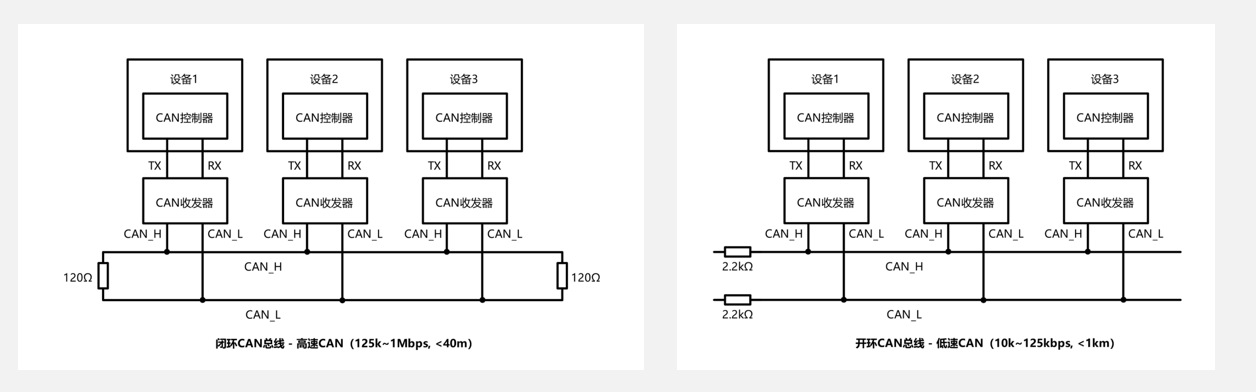 设备1
设备2
设备3
CAN控制器
CAN控制器
CAN控制器
TX
RX
TX
RX
TX
RX
CAN收发器
CAN收发器
CAN收发器
CAN_H
CAN_L
CAN_H
CAN_L
CAN_H
CAN_L
CAN_H
120Ω
120Ω
CAN_L
闭环CAN总线 - 高速CAN（125k~1Mbps, <40m）
设备1
设备2
设备3
CAN控制器
CAN控制器
CAN控制器
TX
RX
TX
RX
TX
RX
CAN收发器
CAN收发器
CAN收发器
CAN_H
CAN_L
CAN_H
CAN_L
CAN_H
CAN_L
2.2kΩ
CAN_H
2.2kΩ
CAN_L
开环CAN总线 - 低速CAN（10k~125kbps, <1km）